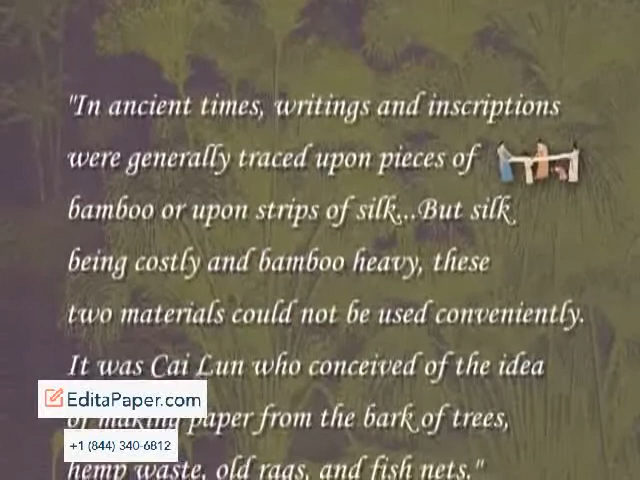 "In ancient times, writings and inscriptions
were generally traced upon pieces of
bamboo or upon strips of silk...But silk
being costly and bamboo heavy, these
two materials could not be used conveniently.
It was Cai Lun who conceived of the idea
EditaPaper.com
of making paper from the bark of trees,
+1 (844) 340-6812
hemp waste, old rags, and fish nets."